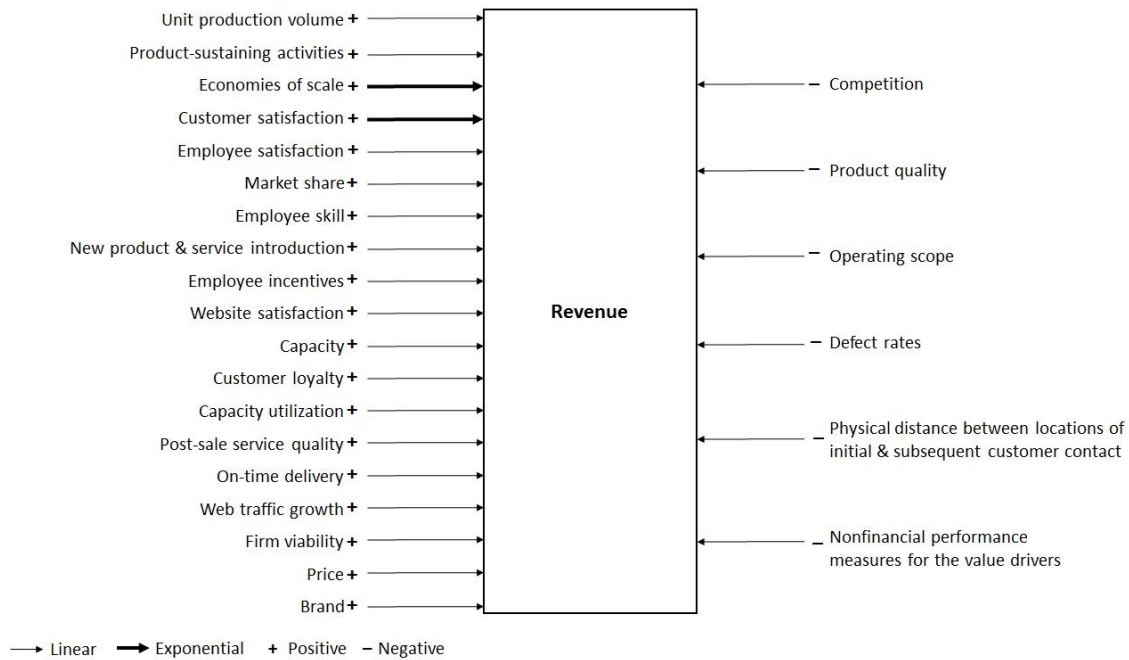 Unit production volume +
Product-sustaining activities +
Economies of scale +
Customer satisfaction +
Employee satisfaction +
Market share +
Employee skill +
New product & service introduction +
Employee incentives +
Website satisfaction +
Capacity +
Customer loyalty +
Capacity utilization +
Post-sale service quality +
On-time delivery +
Web traffic growth +
Firm viability +
Price +
Brand +
Revenue
− Competition
− Product quality
− Operating scope
− Defect rates
− Physical distance between locations of
initial & subsequent customer contact
− Nonfinancial performance
measures for the value drivers
Linear Exponential + Positive − Negative